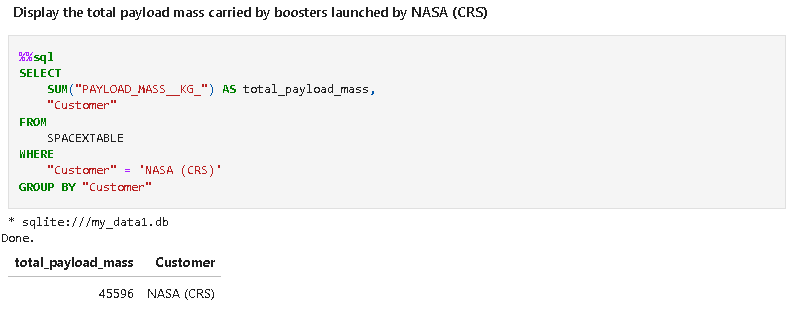 Display the total payload mass carried by boosters launched by NASA (CRS)
%%sql
SELECT
    SUM("PAYLOAD_MASS__KG_") AS total_payload_mass,
    "Customer"
FROM
    SPACEXTABLE
WHERE
    "Customer" = 'NASA (CRS)'
GROUP BY "Customer"
* sqlite:///my_data1.db
Done.
total_payload_mass Customer
45596 NASA (CRS)